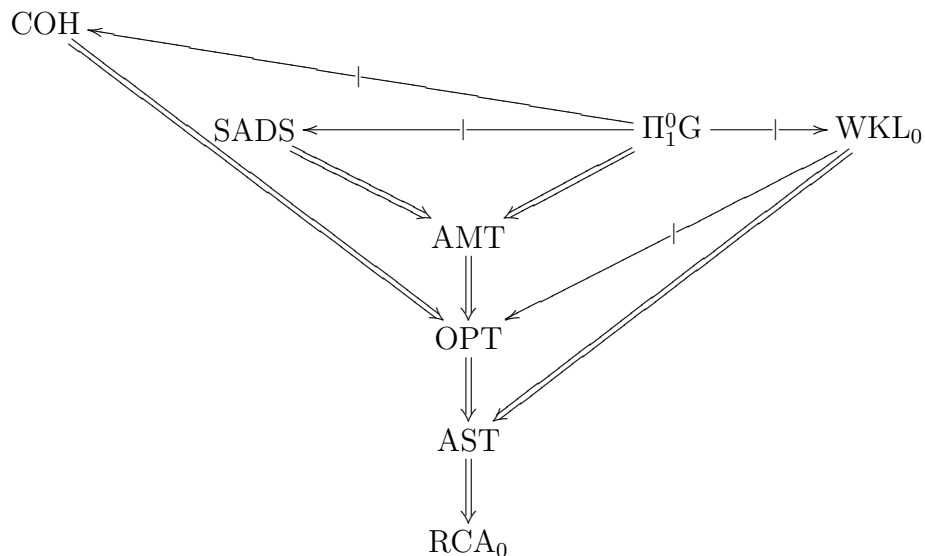 COH
SADS Π⁰₁G WKL₀
AMT
OPT
AST
RCA₀